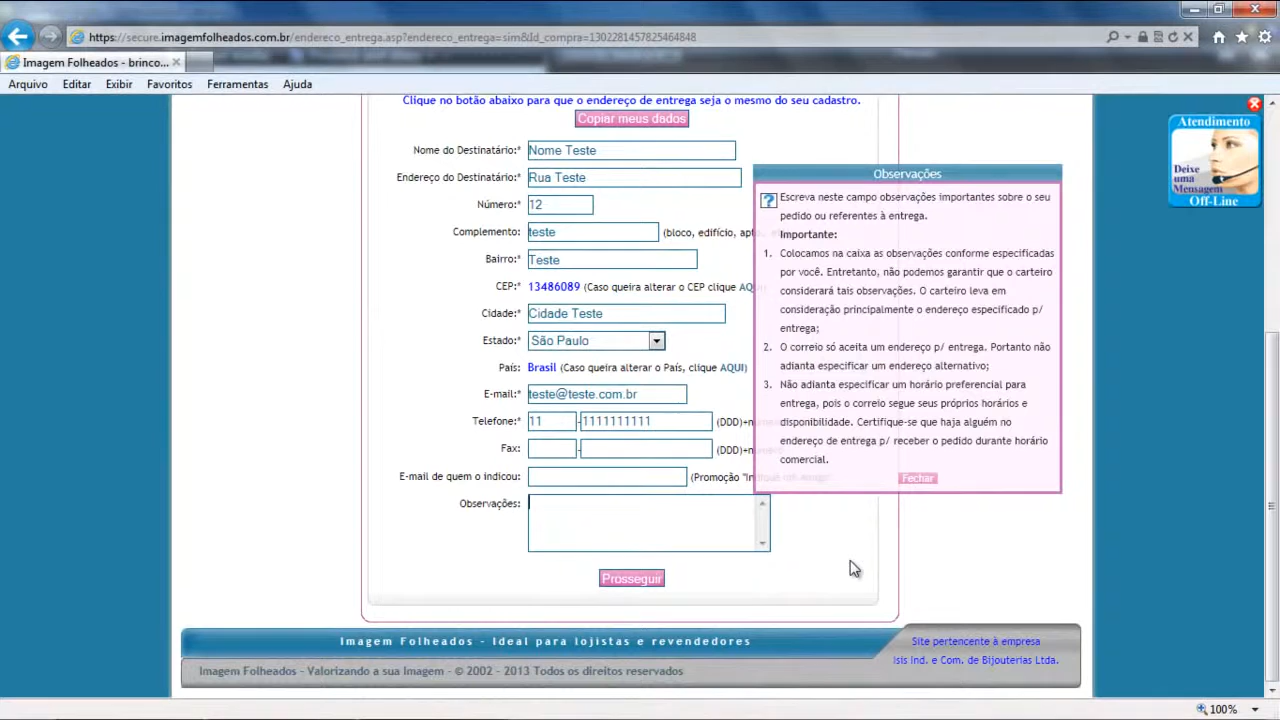 https://secure.imagemfolheados.com.br/endereco_entrega.asp?endereco_entrega=sim&Id_compra=1302281457825464848
Imagem Folheados - brinco...
Arquivo Editar Exibir Favoritos Ferramentas Ajuda
Clique no botão abaixo para que o endereço de entrega seja o mesmo do seu cadastro.
Copiar meus dados
Nome do Destinatário:* Nome Teste
Endereço do Destinatário:* Rua Teste
Número:* 12
Complemento: teste (bloco, edifício, apto,
Bairro:* Teste
CEP:* 13486089 (Caso queira alterar o CEP clique AQUI
Cidade:* Cidade Teste
Estado:* São Paulo
País: Brasil (Caso queira alterar o País, clique AQUI)
E-mail:* teste@teste.com.br
Telefone:* 11 - 1111111111 (DDD)+
Fax: - (DDD)+
E-mail de quem o indicou: (Promoção "Indique um Amigo
Observações:
Prosseguir
Observações
Escreva neste campo observações importantes sobre o seu
pedido ou referentes à entrega.
Importante:
1. Colocamos na caixa as observações conforme especificadas
por você. Entretanto, não podemos garantir que o carteiro
considerará tais observações. O carteiro leva em
consideração principalmente o endereço especificado p/
entrega;
2. O correio só aceita um endereço p/ entrega. Portanto não
adianta especificar um endereço alternativo;
3. Não adianta especificar um horário preferencial para
entrega, pois o correio segue seus próprios horários e
disponibilidade. Certifique-se que haja alguém no
endereço de entrega p/ receber o pedido durante horário
comercial.
Fechar
Atendimento
Deixe
uma
Mensagem
Off-Line
Imagem Folheados - Ideal para lojistas e revendedores
Imagem Folheados - Valorizando a sua Imagem - © 2002 - 2013 Todos os direitos reservados
Site pertencente à empresa
Isis Ind. e Com. de Bijouterias Ltda.
100%